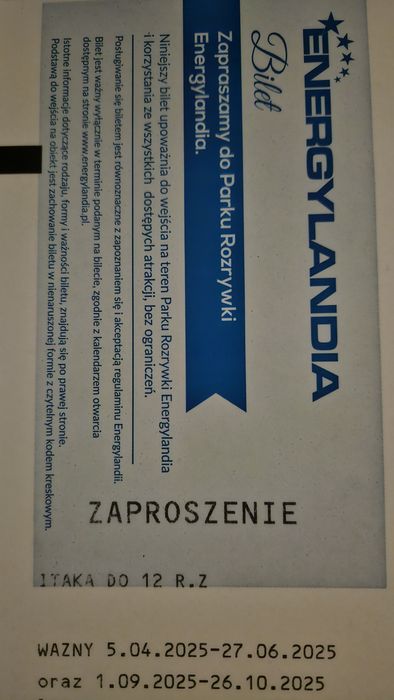 ENERGYLANDIA
Bilet
Zapraszamy do Parku Rozrywki
Energylandia.
Niniejszy bilet upoważnia do wejścia na teren Parku Rozrywki Energylandia
i korzystania ze wszystkich dostępych atrakcji, bez ograniczeń.
Posługiwanie się biletem jest równoznaczne z zapoznaniem się i akceptacją regulaminu Energylandii.
Bilet jest ważny wyłącznie w terminie podanym na bilecie, zgodnie z kalendarzem otwarcia
dostępnym na stronie www.energylandia.pl.
Istotne informacje dotyczące rodzaju, formy i ważności biletu, znajdują się po prawej stronie.
Podstawą do wejścia na obiekt jest zachowanie biletu w nienaruszonej formie z czytelnym kodem kreskowym.
ZAPROSZENIE
ITAKA DO 12 R.Z
WAZNY 5.04.2025-27.06.2025
oraz 1.09.2025-26.10.2025